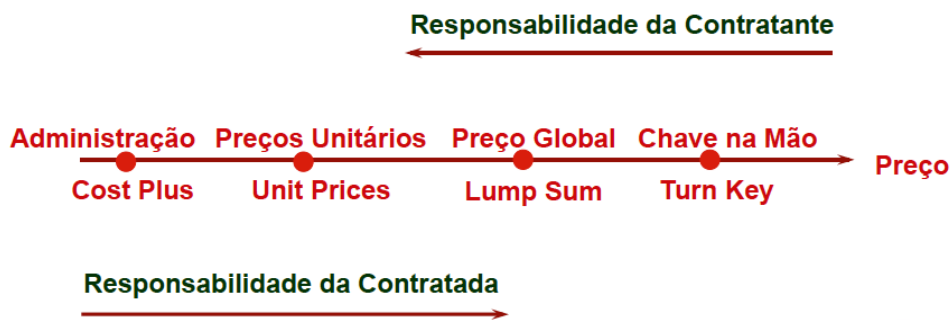 Responsabilidade da Contratante
Administração Preços Unitários Preço Global Chave na Mão
Preço
Cost Plus Unit Prices Lump Sum Turn Key
Responsabilidade da Contratada